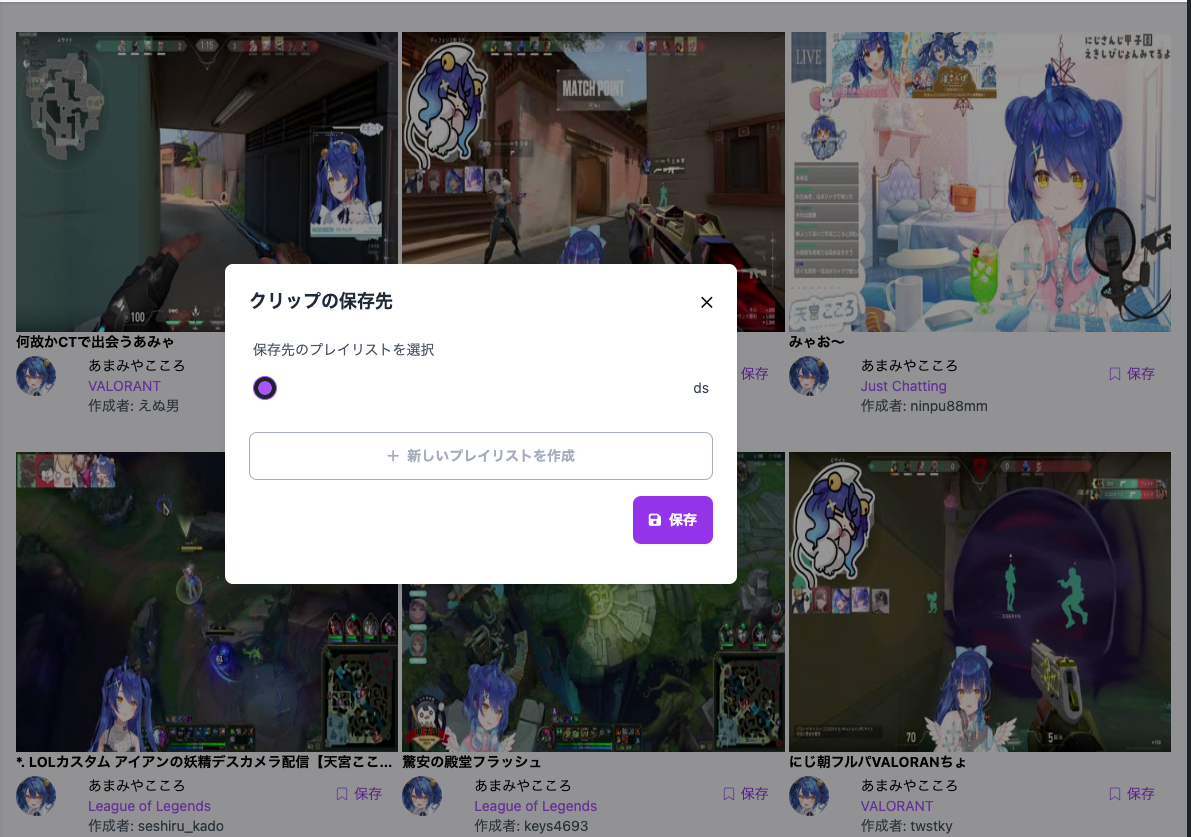 1:15
MATCH POINT
LIVE
にじさんじ甲子園
えきしびじょんみてるよ
天宮こころ
100
何故かCTで出会うあみゃ
あまみやこころ
VALORANT
作成者: えぬ男
保存
みゃお〜
あまみやこころ
Just Chatting
作成者: ninpu88mm
保存
クリップの保存先
保存先のプレイリストを選択
ds
新しいプレイリストを作成
保存
*. LOLカスタム アイアンの妖精デスカメラ配信【天宮ここ...
あまみやこころ
League of Legends
作成者: seshiru_kado
保存
驚安の殿堂フラッシュ
あまみやこころ
League of Legends
作成者: keys4693
保存
70
5
にじ朝フルパVALORANちょ
あまみやこころ
VALORANT
作成者: twstky
保存